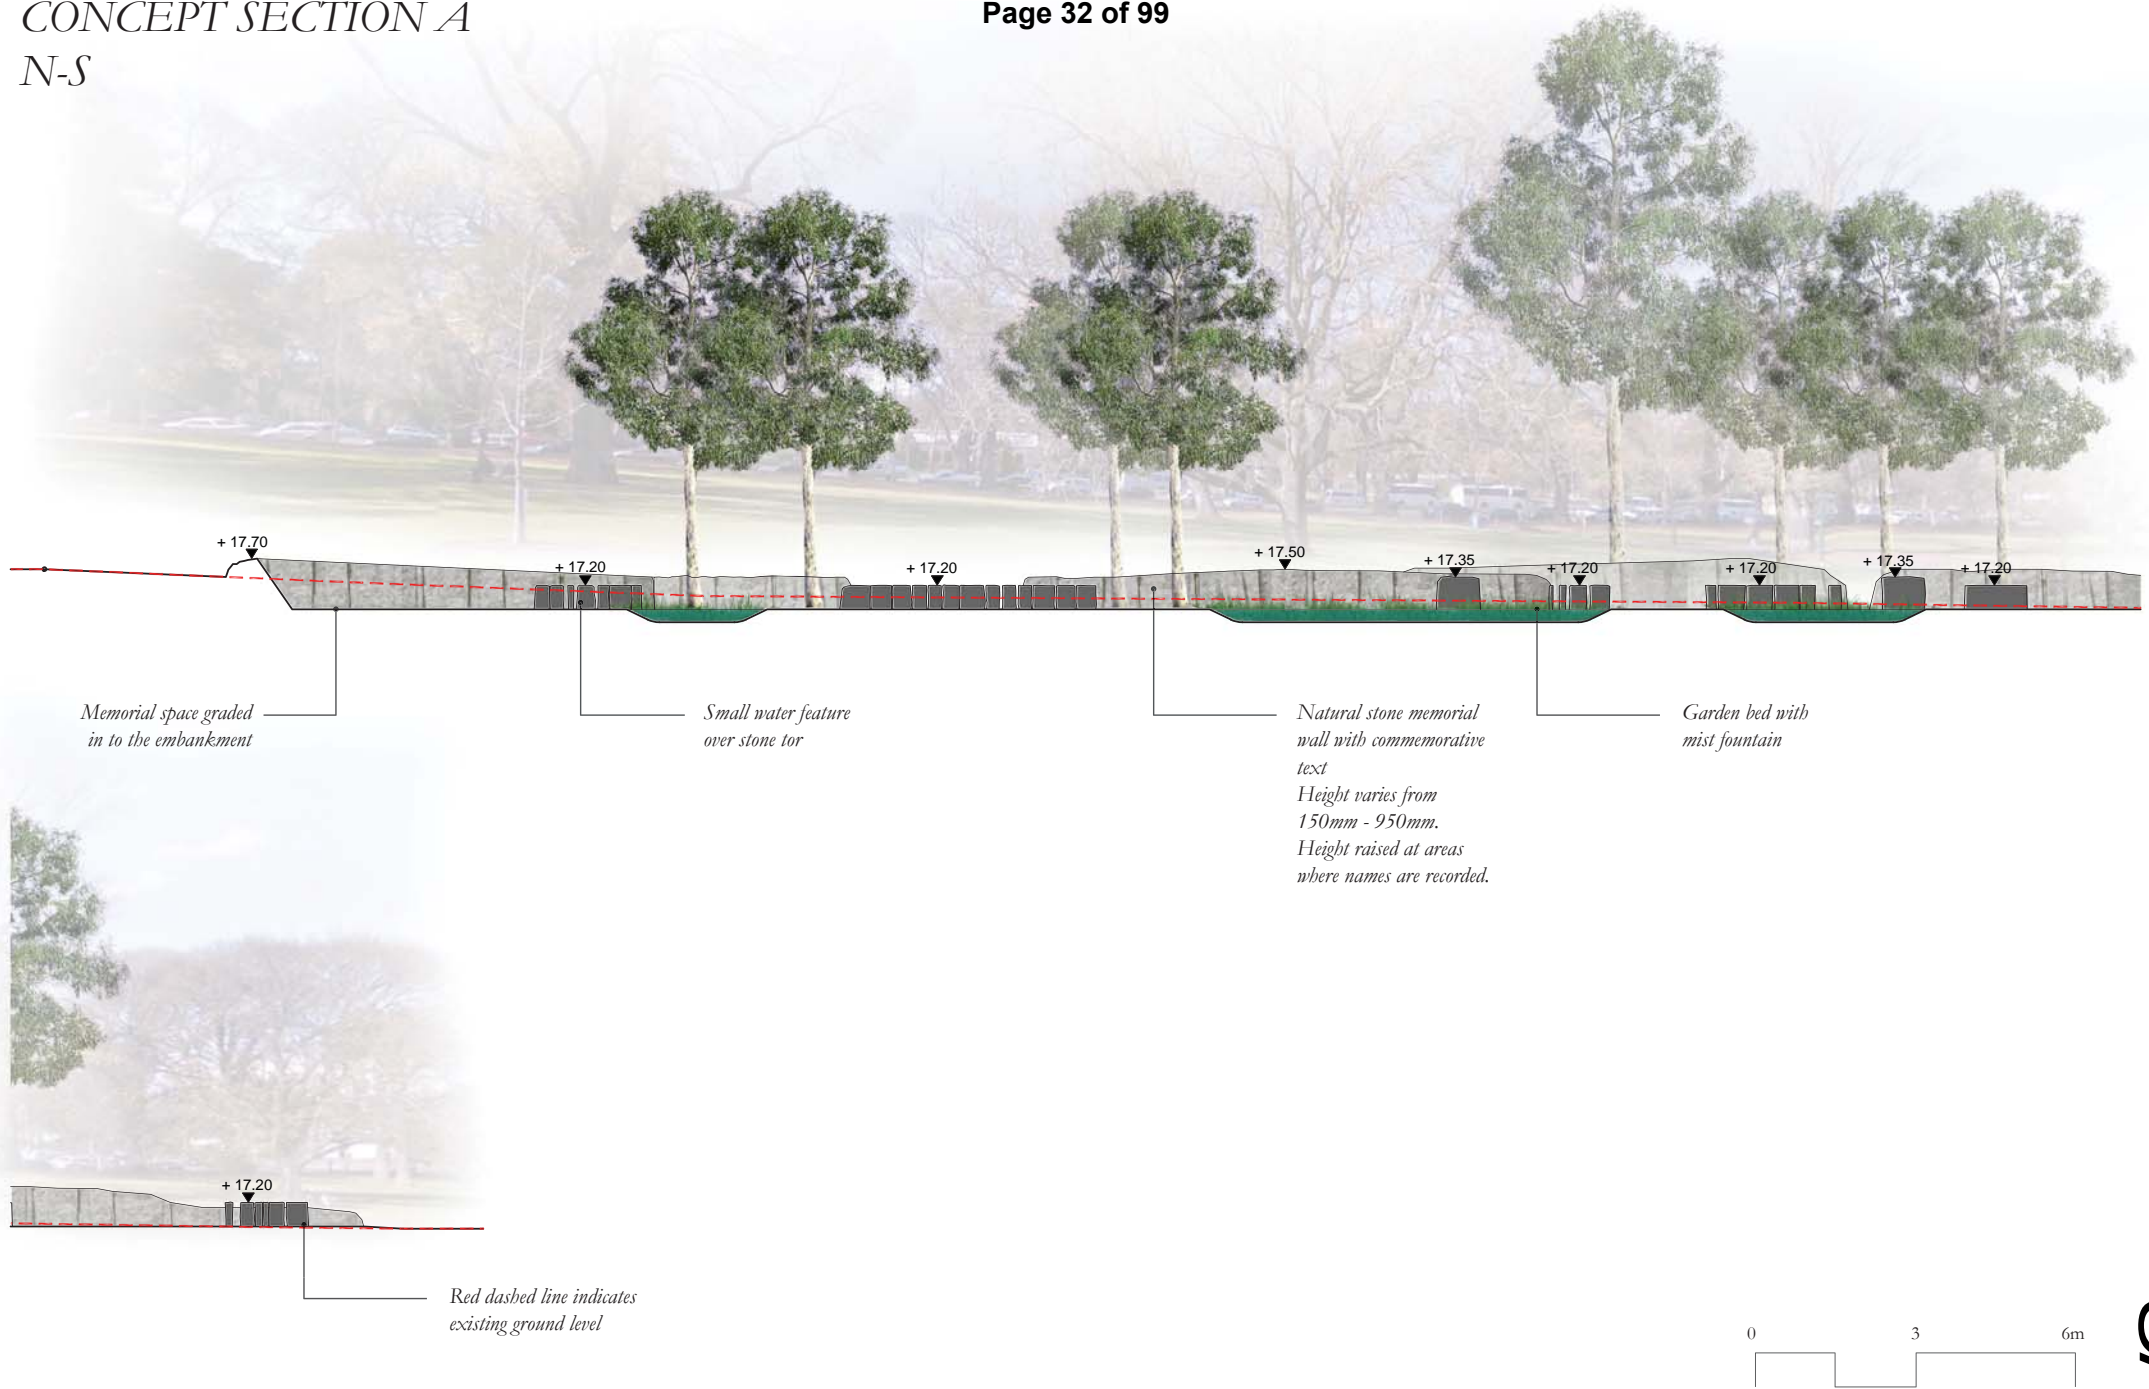 CONCEPT SECTION A
N-S
Page 32 of 99
+ 17.70
+ 17.20
+ 17.20
+ 17.50
+ 17.35
+ 17.20
+ 17.20
+ 17.35
+ 17.20
Memorial space graded
in to the embankment
Small water feature
over stone tor
Natural stone memorial
wall with commemorative
text
Height varies from
150mm - 950mm.
Height raised at areas
where names are recorded.
Garden bed with
mist fountain
+ 17.20
Red dashed line indicates
existing ground level
0 3 6m